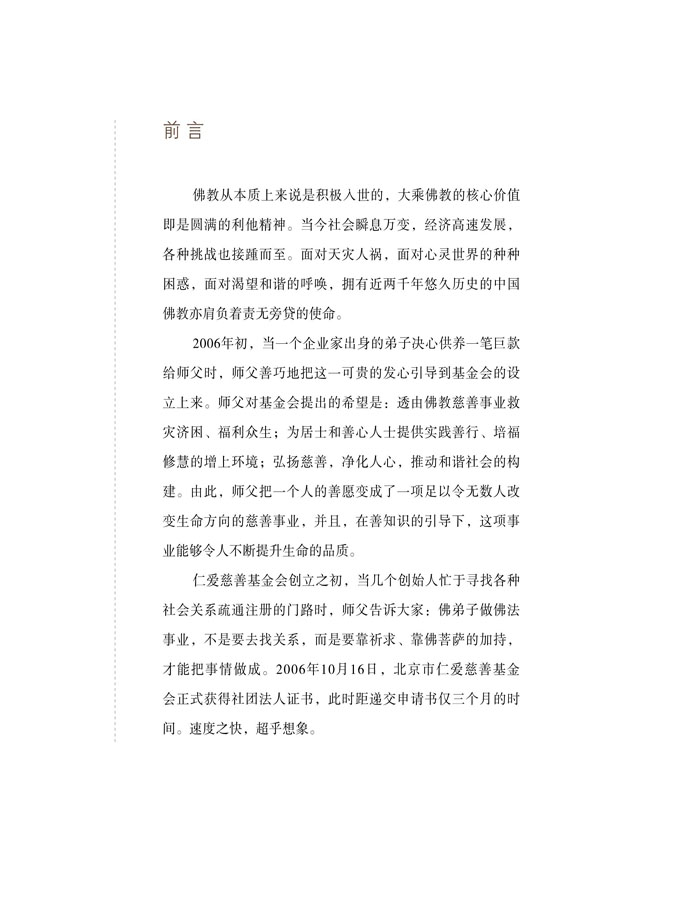 前言
佛教从本质上来说是积极入世的，大乘佛教的核心价值
即是圆满的利他精神。当今社会瞬息万变，经济高速发展，
各种挑战也接踵而至。面对天灾人祸，面对心灵世界的种种
困惑，面对渴望和谐的呼唤，拥有近两千年悠久历史的中国
佛教亦肩负着责无旁贷的使命。
2006年初，当一个企业家出身的弟子决心供养一笔巨款
给师父时，师父善巧地把这一可贵的发心引导到基金会的设
立上来。师父对基金会提出的希望是：透由佛教慈善事业救
灾济困、福利众生；为居士和善心人士提供实践善行、培福
修慧的增上环境；弘扬慈善，净化人心，推动和谐社会的构
建。由此，师父把一个人的善愿变成了一项足以令无数人改
变生命方向的慈善事业，并且，在善知识的引导下，这项事
业能够令人不断提升生命的品质。
仁爱慈善基金会创立之初，当几个创始人忙于寻找各种
社会关系疏通注册的门路时，师父告诉大家：佛弟子做佛法
事业，不是要去找关系，而是要靠祈求、靠佛菩萨的加持，
才能把事情做成。2006年10月16日，北京市仁爱慈善基金
会正式获得社团法人证书，此时距递交申请书仅三个月的时
间。速度之快，超乎想象。